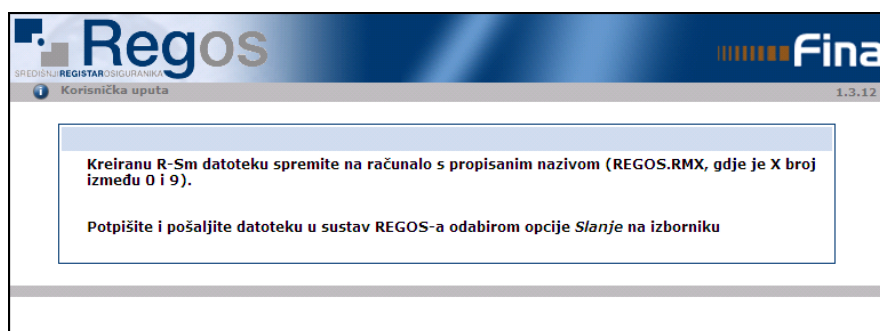 Regos
Fina
SREDIŠNJI REGISTAR OSIGURANIKA
Korisnička uputa
1.3.12
Kreiranu R-Sm datoteku spremite na računalo s propisanim nazivom (REGOS.RMX, gdje je X broj
između 0 i 9).
Potpišite i pošaljite datoteku u sustav REGOS-a odabirom opcije Slanje na izborniku